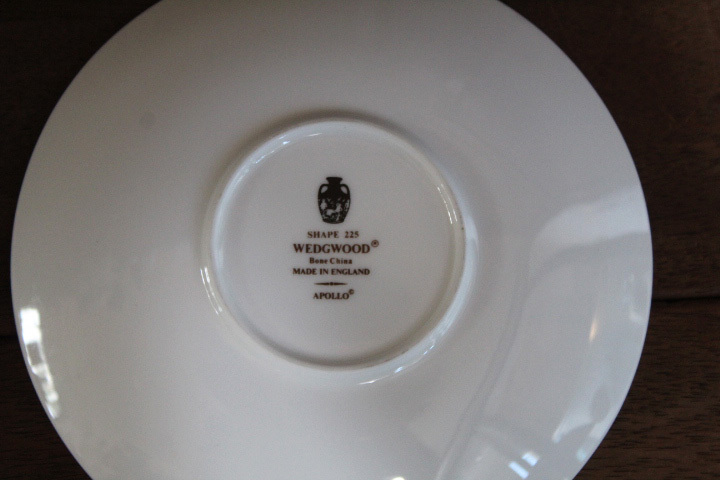 SHAPE 225
WEDGWOOD®
Bone China
MADE IN ENGLAND
APOLLO©